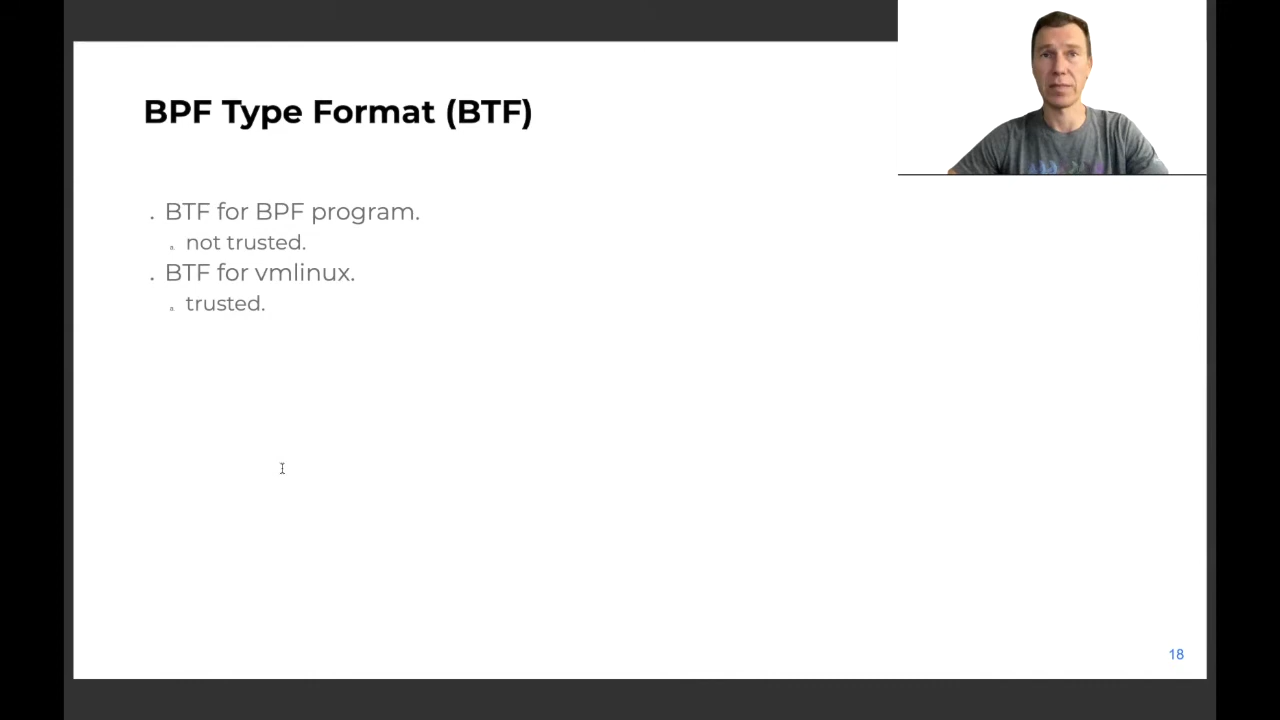 BPF Type Format (BTF)
. BTF for BPF program.
not trusted.
. BTF for vmlinux.
trusted.
18